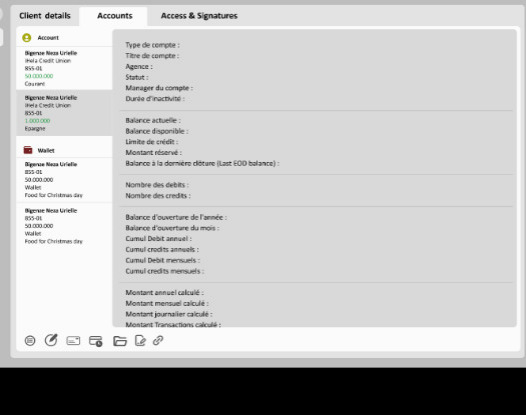 Client details
Accounts
Access & Signatures
Account
Bigenze Neza Urielle
iHela Credit Union
855-01
50.000.000
Courant
Bigenze Neza Urielle
iHela Credit Union
855-01
1.000.000
Epargne
Wallet
Bigenze Neza Urielle
855-01
50.000.000
Wallet
Food for Christmas day
Bigenze Neza Urielle
855-01
50.000.000
Wallet
Food for Christmas day
Type de compte :
Titre de compte :
Agence :
Statut :
Manager du compte :
Durée d'inactivité :
Balance actuelle :
Balance disponible :
Limite de crédit :
Montant réservé :
Balance à la dernière clôture (Last EOD balance) :
Nombre des debits :
Nombre des credits :
Balance d'ouverture de l'année :
Balance d'ouverture du mois :
Cumul Debit annuel :
Cumul credits annuels :
Cumul Debit mensuels :
Cumul credits mensuels :
Montant annuel calculé :
Montant mensuel calculé :
Montant journalier calculé :
Montant Transactions calculé :